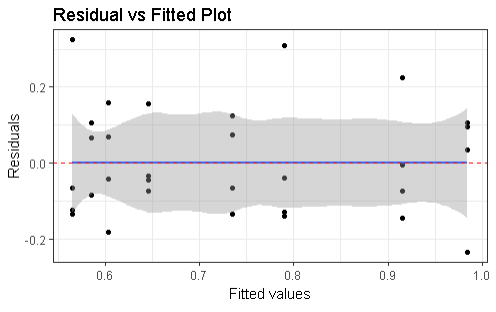 Residual vs Fitted Plot
Residuals
0.2
0.0
-0.2
0.6 0.7 0.8 0.9 1.0
Fitted values